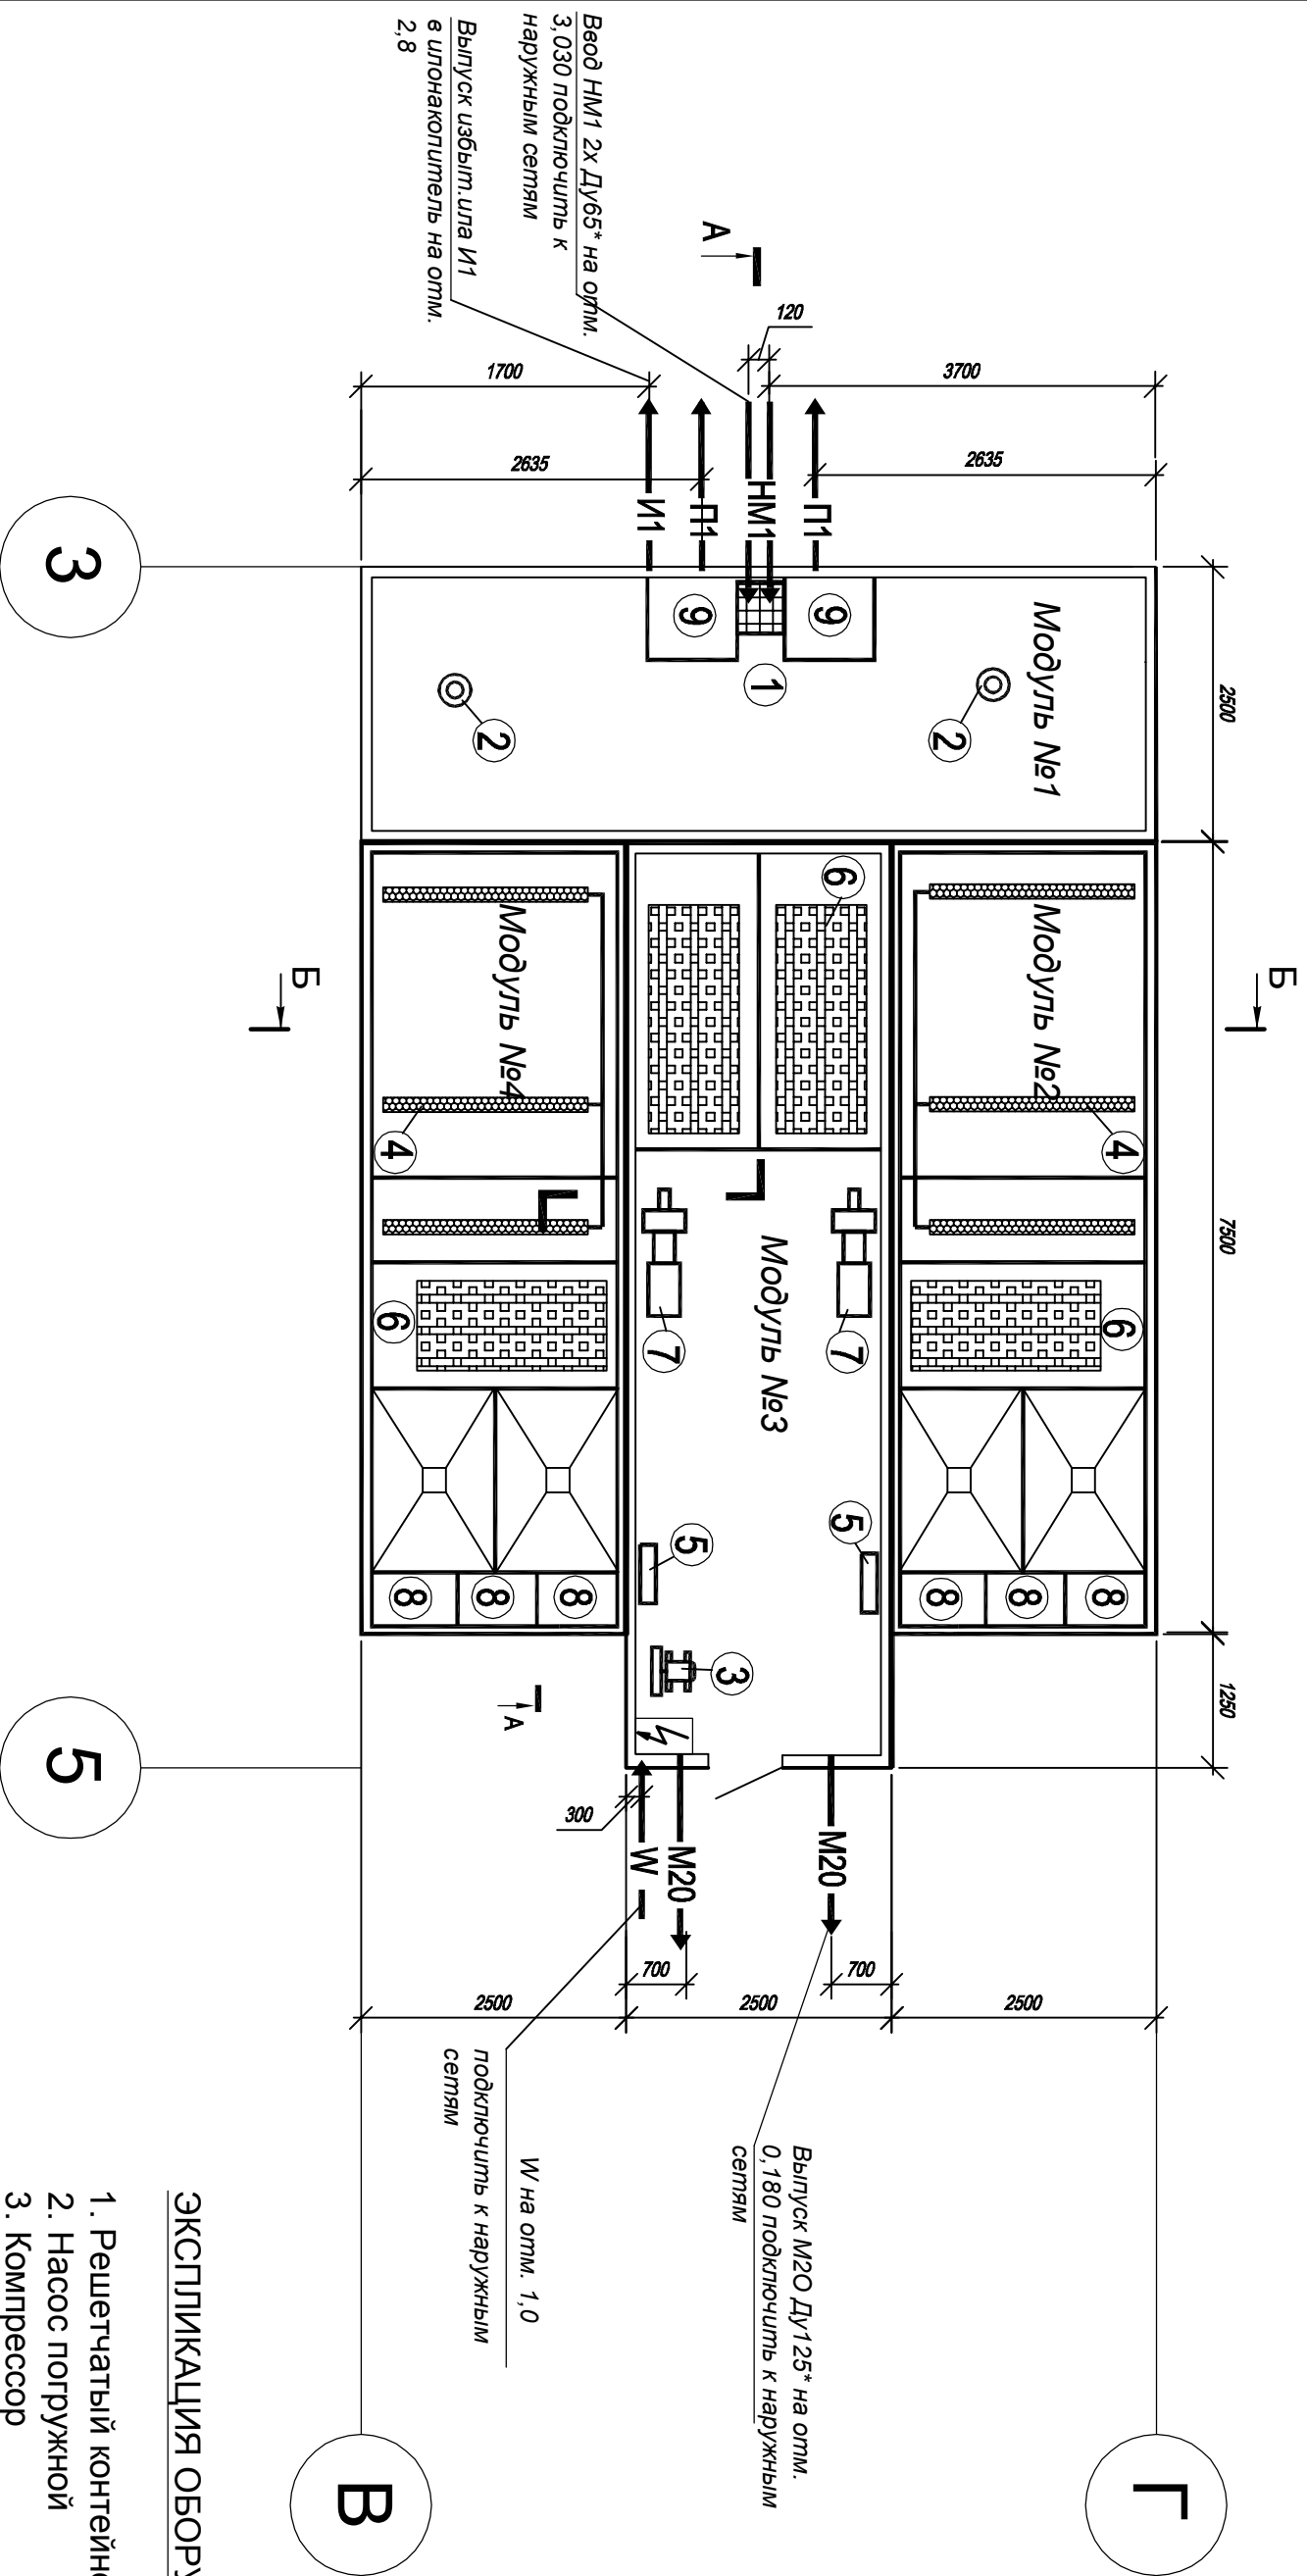 Б
Г
2500
7500
1250
3700
2635
2500
120
А
Модуль №1
Модуль №2
П1
НМ1
П1
И1
9
9
1
2
2
4
6
8
8
8
6
5
М20
700
Выпуск М2О Ду125* на отм.
0,180 подключить к наружным
сетям
Ввод НМ1 2х Ду65* на отм.
3,030 подключить к
наружным сетям
Модуль №3
7
7
5
3
2500
М20
W
700
300
W на отм. 1,0
подключить к наружным
сетям
Выпуск избыт.ила И1
в илонакопитель на отм.
2,8
1700
2635
Модуль №4
4
6
8
8
8
А
2500
Б
В
3
5
ЭКСПЛИКАЦИЯ ОБОРУ
1. Решетчатый контейн
2. Насос погружной
3. Компрессор